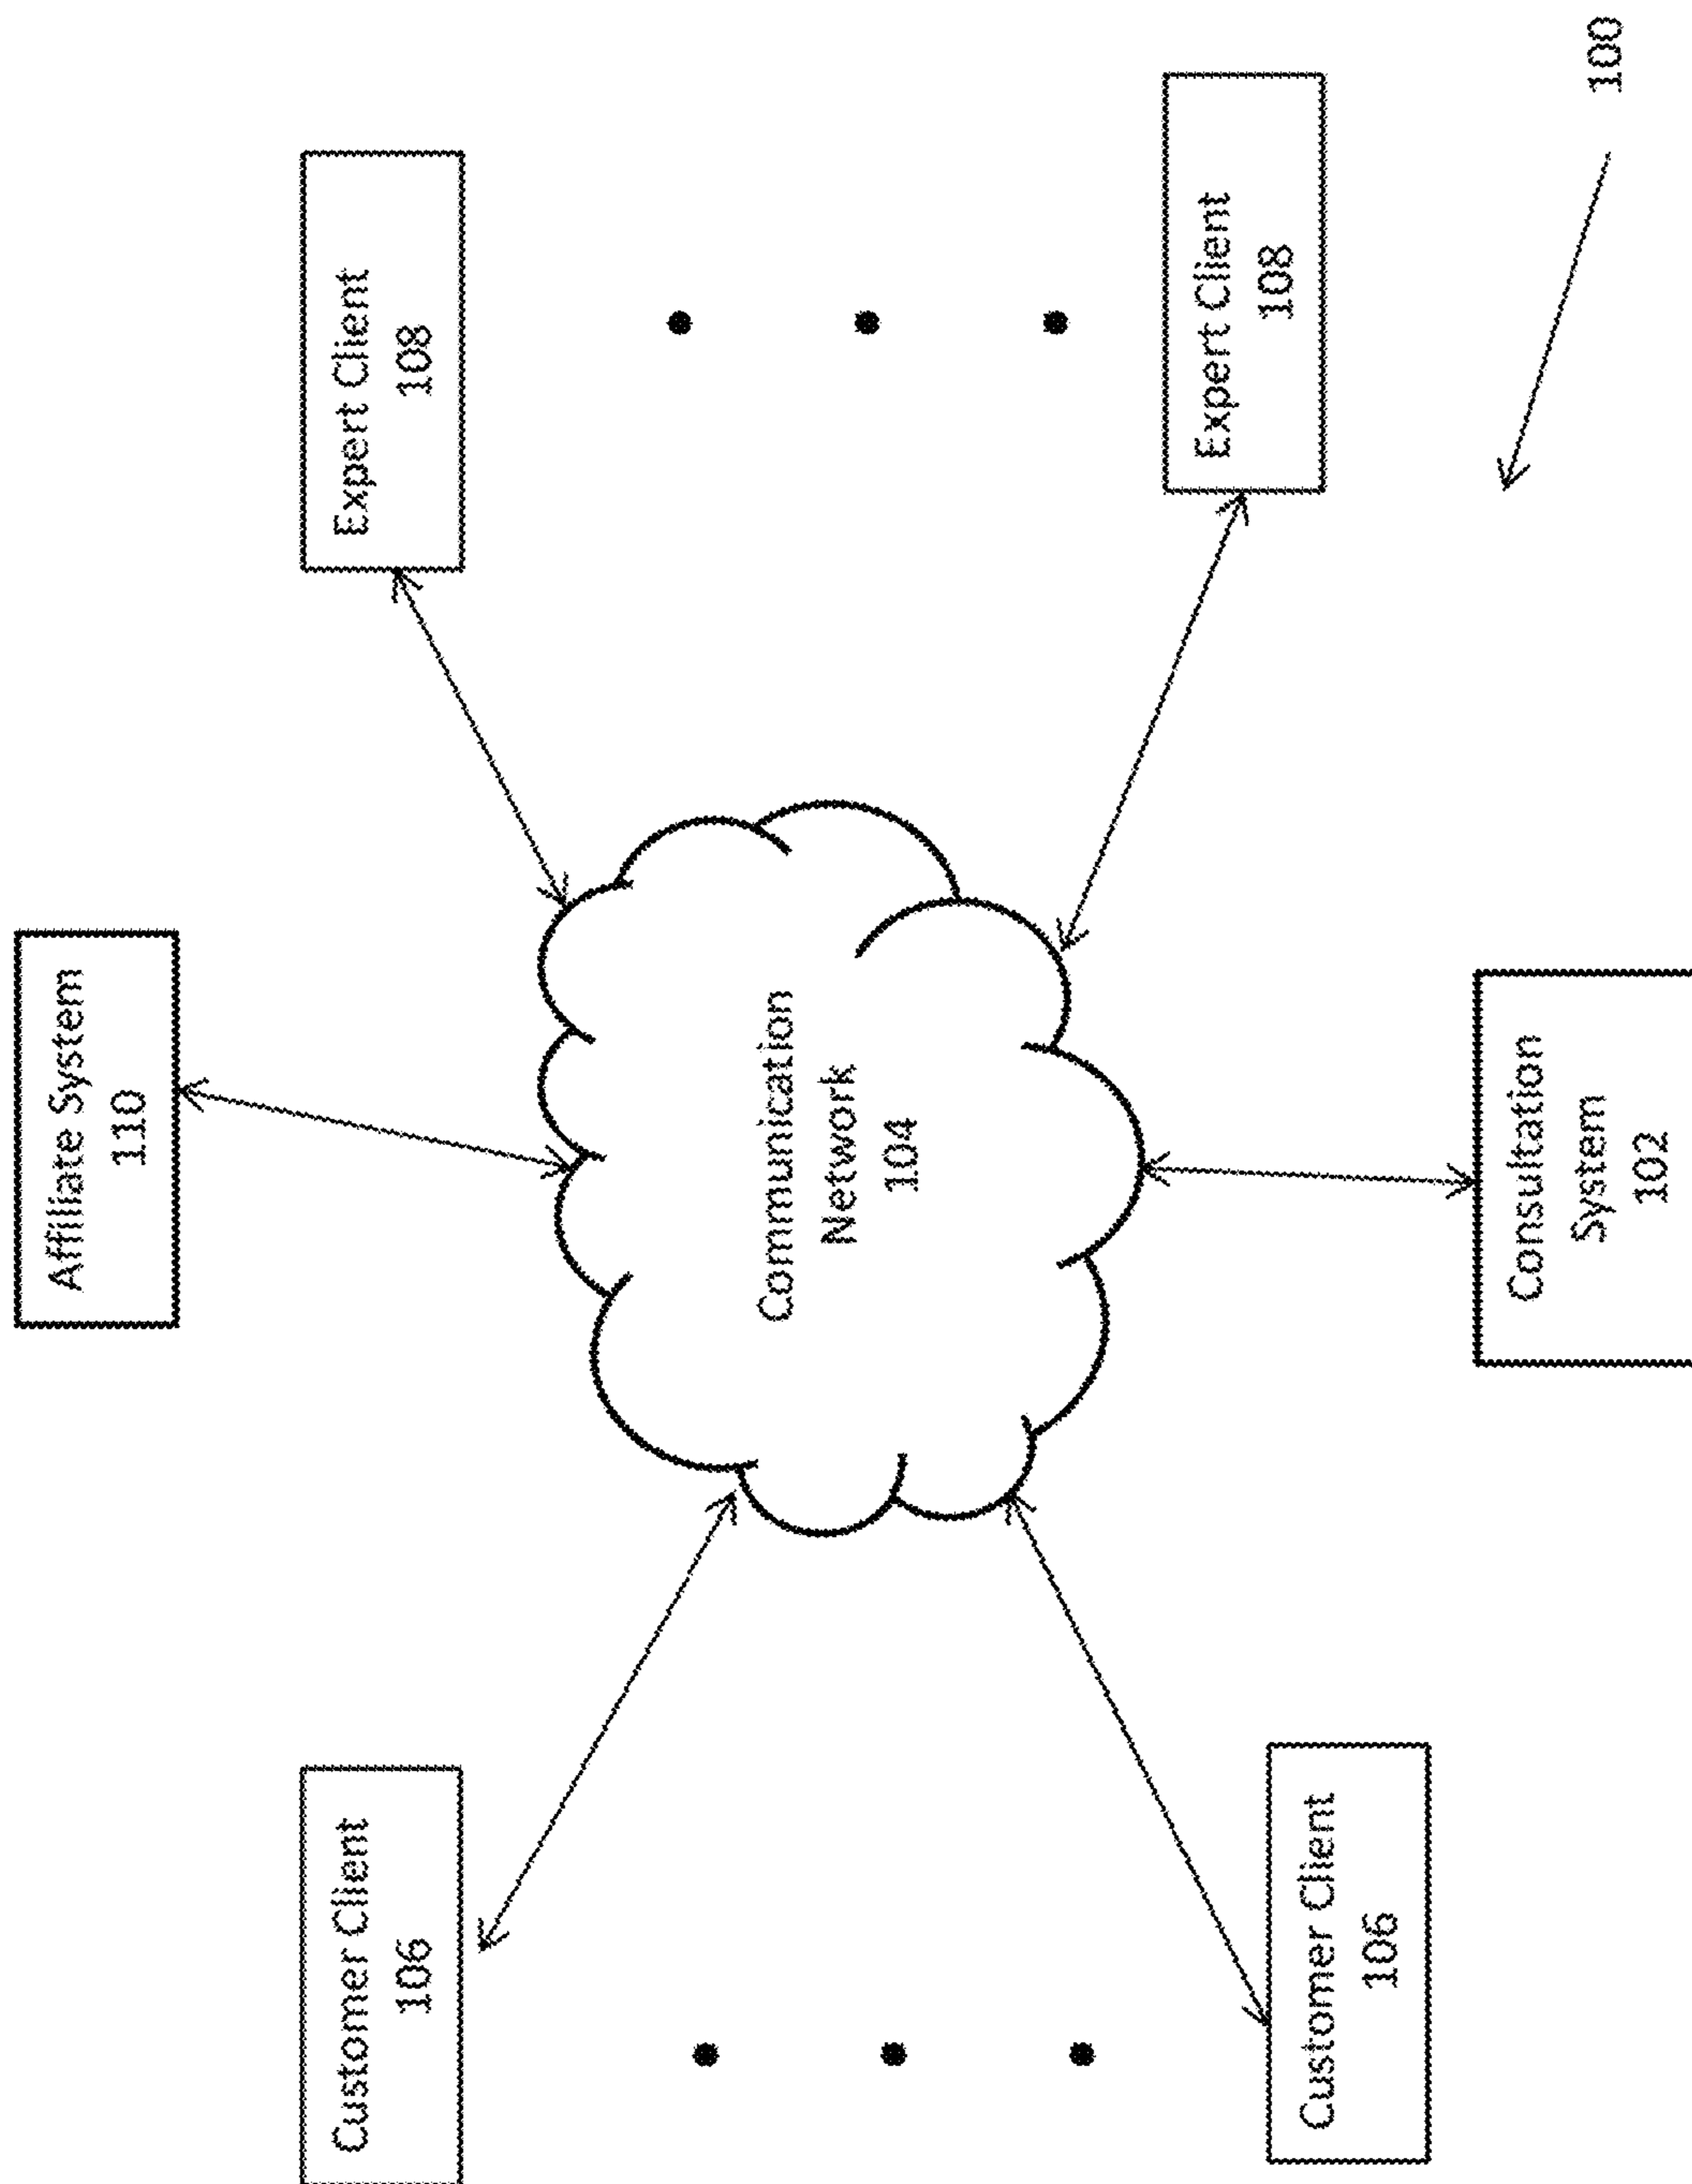 Affiliate System
110
Customer Client
106
Expert Client
108
Communication
Network
104
Customer Client
106
Expert Client
108
Consultation
System
102
100